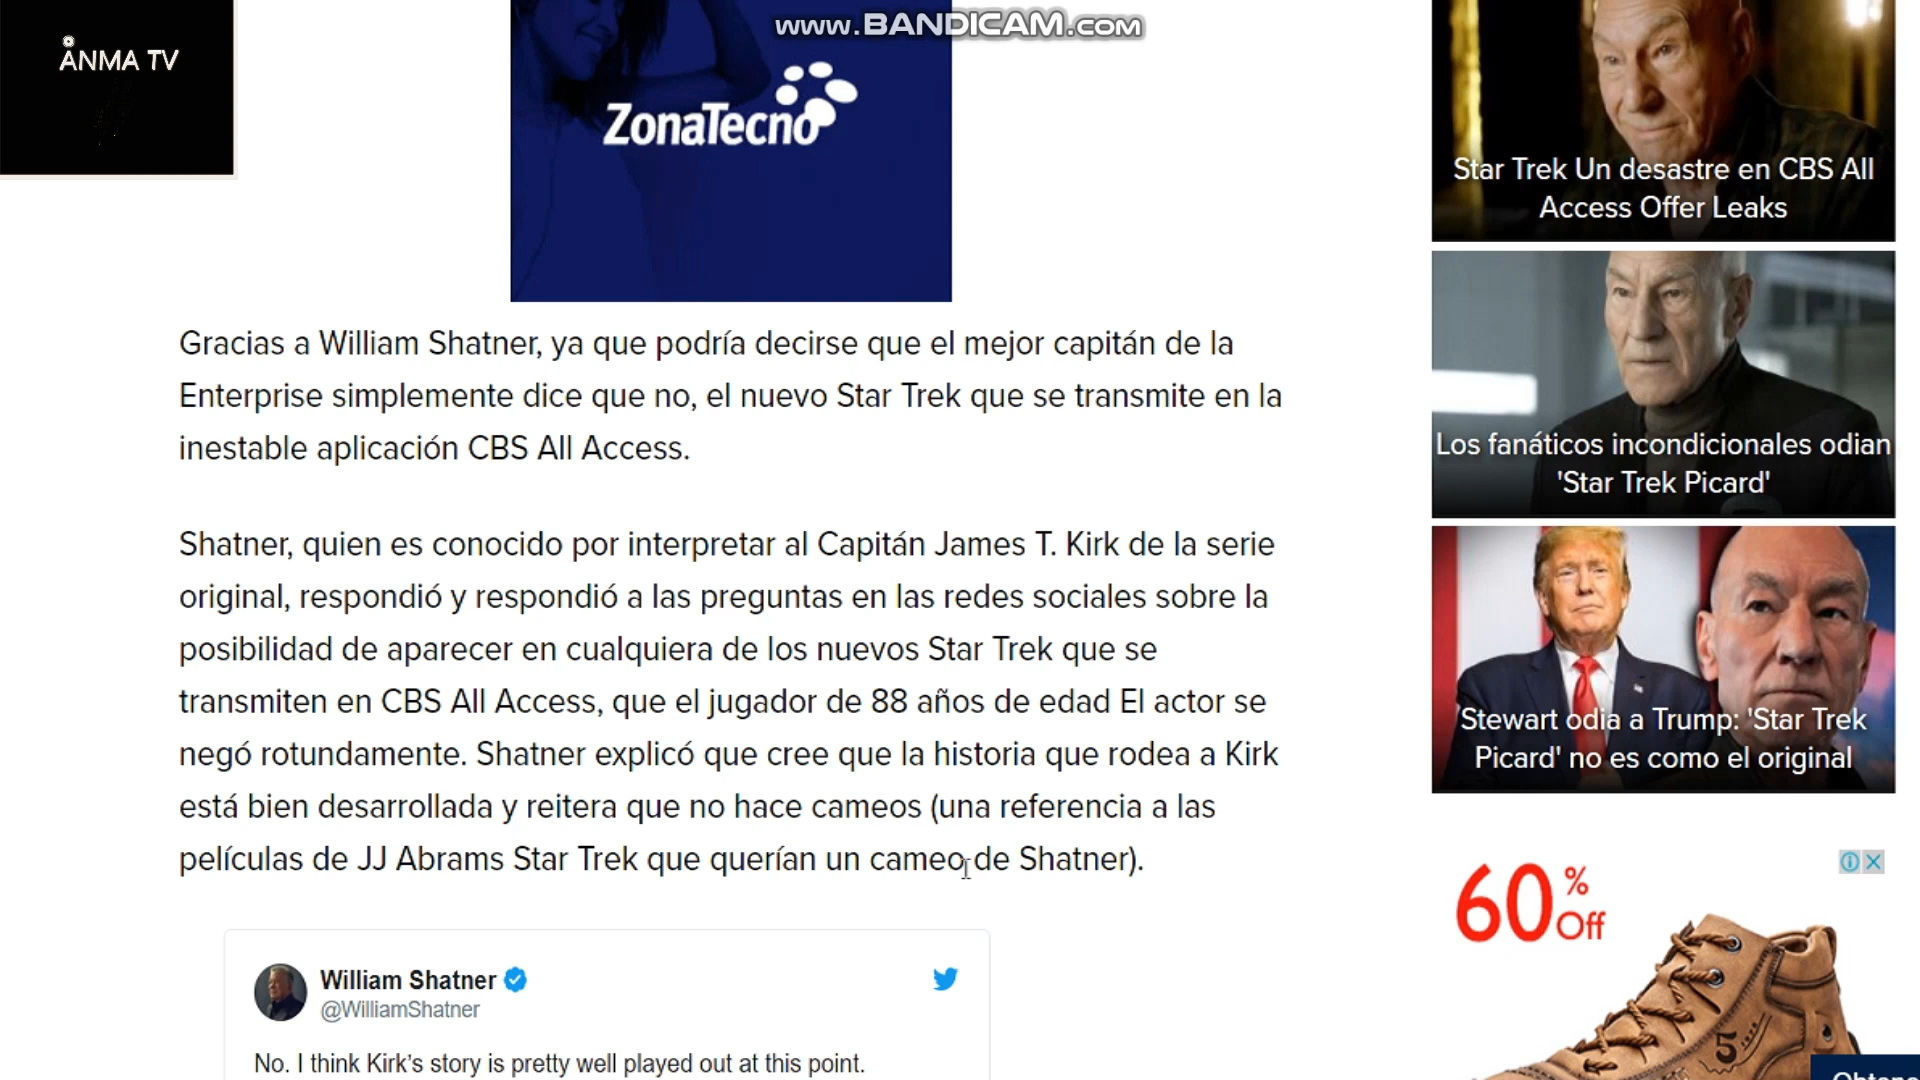 www.BANDICAM.com
ANMA TV
ZonaTecno
Gracias a William Shatner, ya que podría decirse que el mejor capitán de la
Enterprise simplemente dice que no, el nuevo Star Trek que se transmite en la
inestable aplicación CBS All Access.
Shatner, quien es conocido por interpretar al Capitán James T. Kirk de la serie
original, respondió y respondió a las preguntas en las redes sociales sobre la
posibilidad de aparecer en cualquiera de los nuevos Star Trek que se
transmiten en CBS All Access, que el jugador de 88 años de edad El actor se
negó rotundamente. Shatner explicó que cree que la historia que rodea a Kirk
está bien desarrollada y reitera que no hace cameos (una referencia a las
películas de JJ Abrams Star Trek que querían un cameo de Shatner).
William Shatner
@WilliamShatner
No. I think Kirk's story is pretty well played out at this point.
Star Trek Un desastre en CBS All
Access Offer Leaks
Los fanáticos incondicionales odian
'Star Trek Picard'
Stewart odia a Trump: 'Star Trek
Picard' no es como el original
60%
Off
5